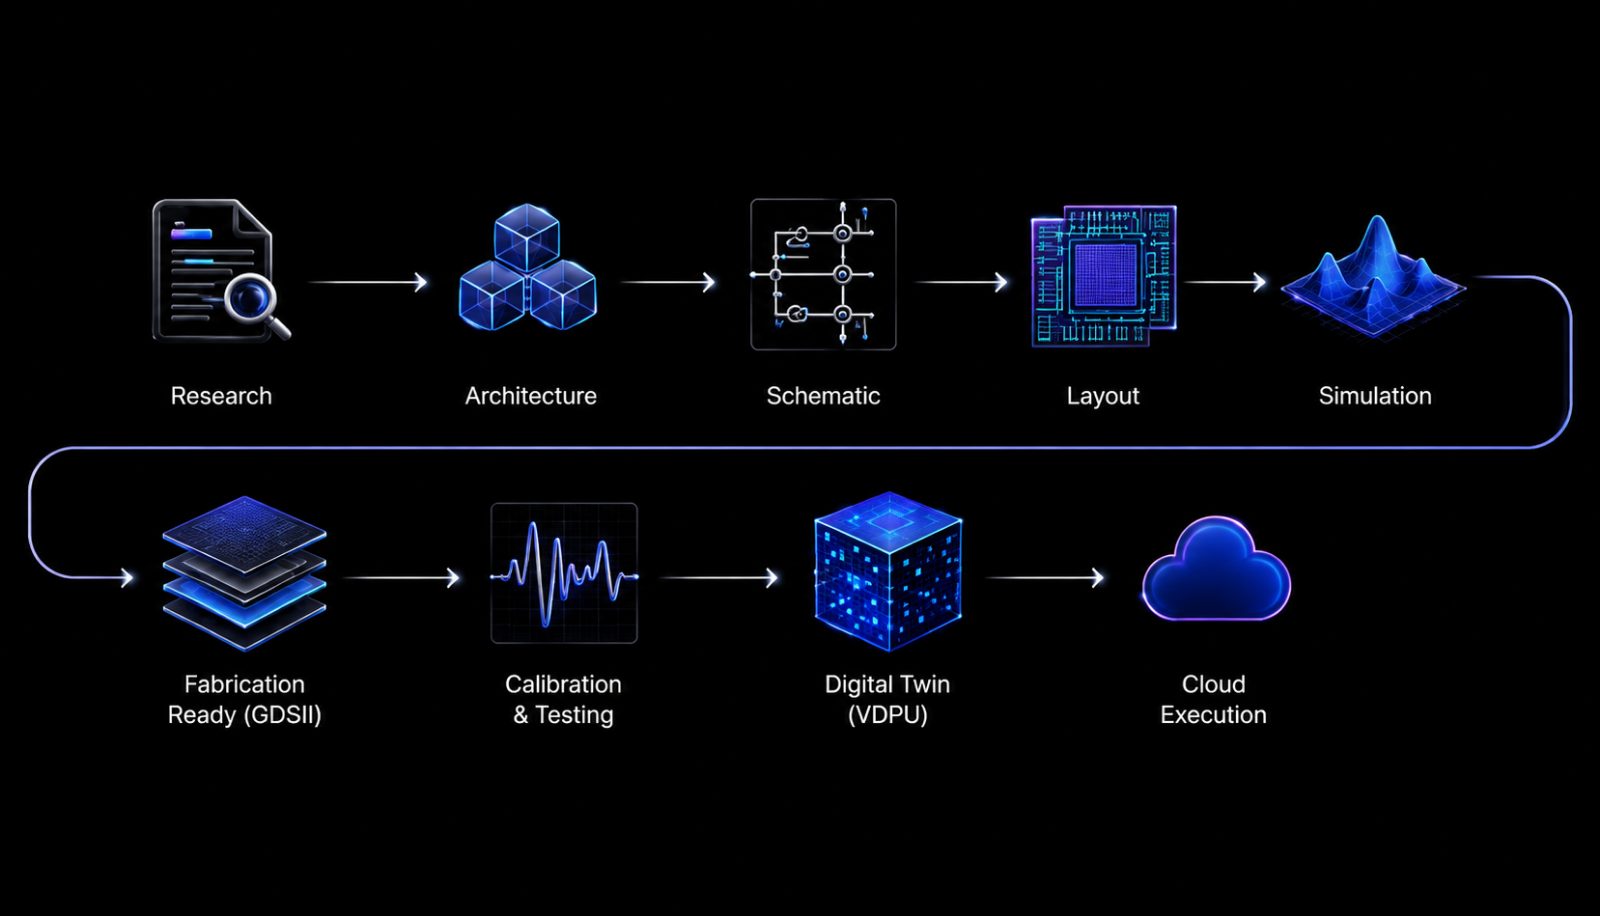 Research
Architecture
Schematic
Layout
Simulation
Fabrication
Ready (GDSII)
Calibration
& Testing
Digital Twin
(VDPU)
Cloud
Execution